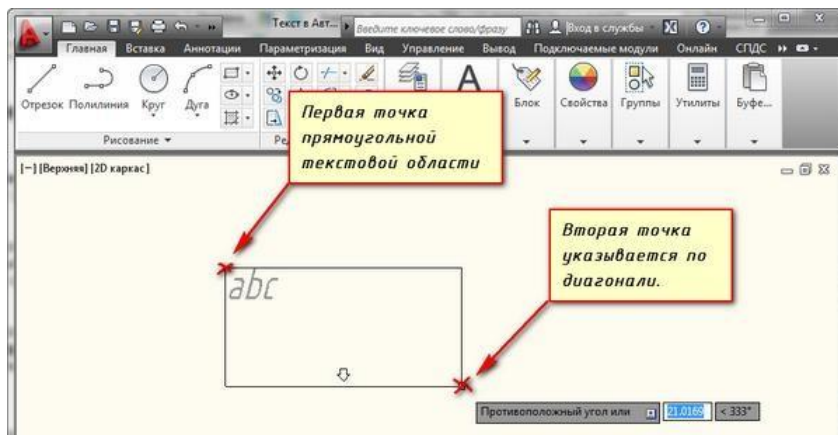 Текст в Авт...
Введите ключевое слово/фразу
Вход в службы
Главная Вставка Аннотации Параметризация Вид Управление Вывод Подключаемые модули Онлайн СПДС
Отрезок Полилиния Круг Дуга
Блок Свойства Группы Утилиты Буфе...
Рисование
Ре
Первая точка
прямоугольной
текстовой области
[−] [Верхняя] [2D каркас]
Вторая точка
указывается по
диагонали.
abc
Противоположный угол или 21.0169 < 333°